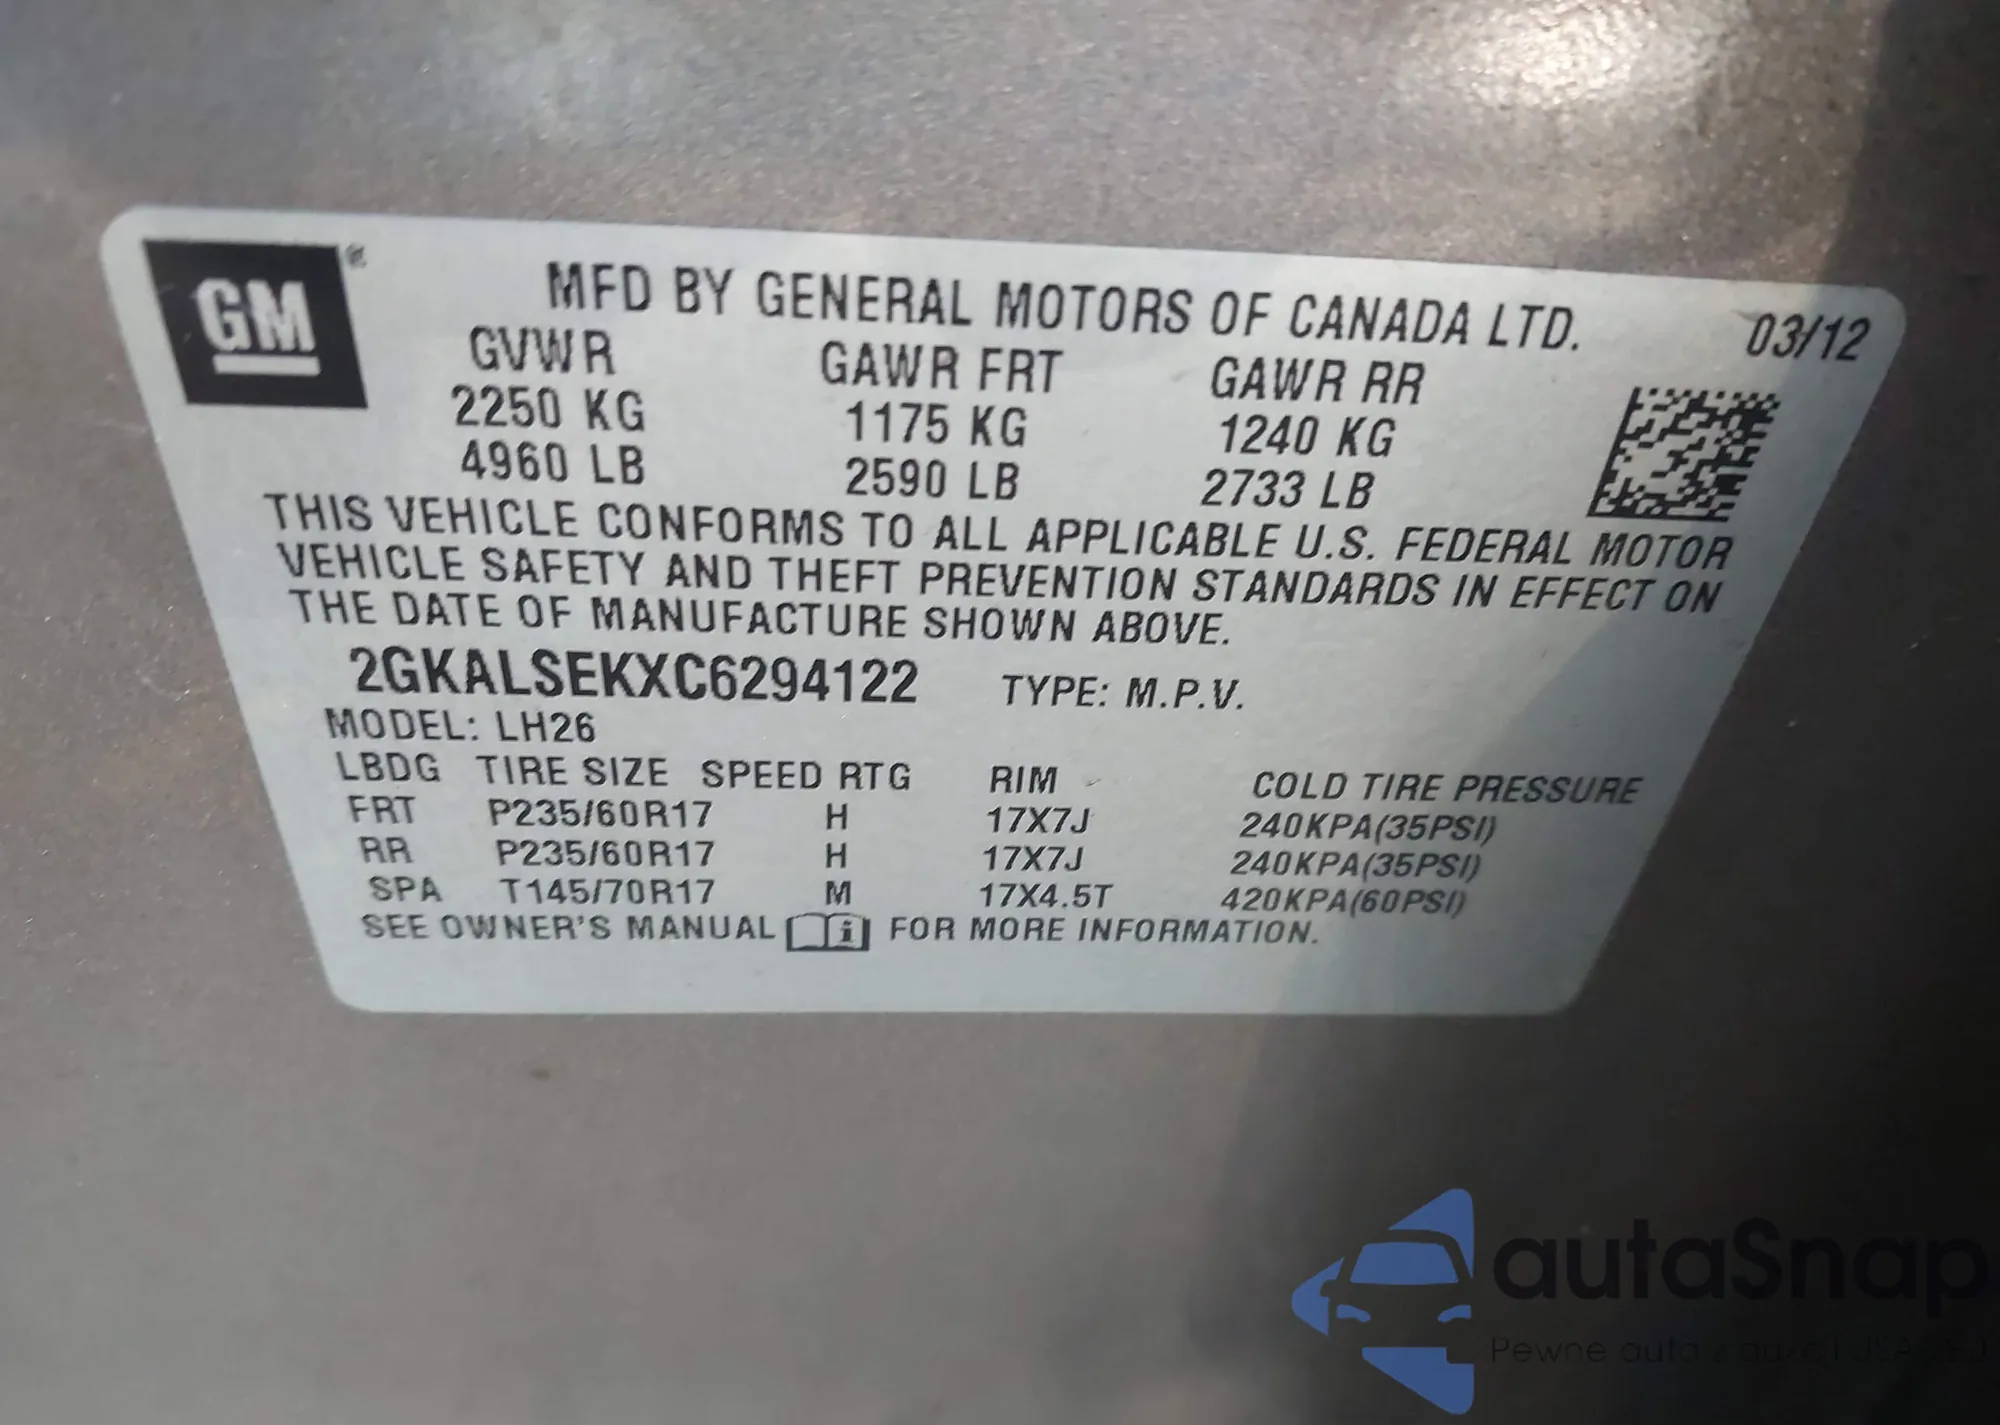 GM ®
MFD BY GENERAL MOTORS OF CANADA LTD.
03/12
GVWR GAWR FRT GAWR RR
2250 KG 1175 KG 1240 KG
4960 LB 2590 LB 2733 LB
THIS VEHICLE CONFORMS TO ALL APPLICABLE U.S. FEDERAL MOTOR
VEHICLE SAFETY AND THEFT PREVENTION STANDARDS IN EFFECT ON
THE DATE OF MANUFACTURE SHOWN ABOVE.
2GKALSEKXC6294122 TYPE: M.P.V.
MODEL: LH26
LBDG TIRE SIZE SPEED RTG RIM COLD TIRE PRESSURE
FRT P235/60R17 H 17X7J 240KPA(35PSI)
RR P235/60R17 H 17X7J 240KPA(35PSI)
SPA T145/70R17 M 17X4.5T 420KPA(60PSI)
SEE OWNER'S MANUAL i FOR MORE INFORMATION.
autaSnap
Pewne auta z